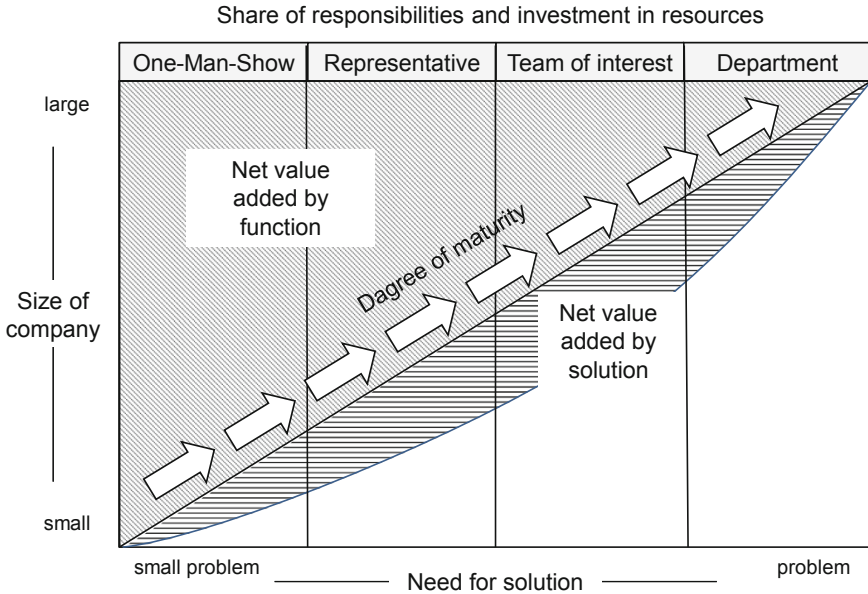 Share of responsibilities and investment in resources
One-Man-Show
Representative
Team of interest
Department
large
Net value
added by
function
Dagree of maturity
Size of
company
Net value
added by
solution
small
small problem
Need for solution
problem